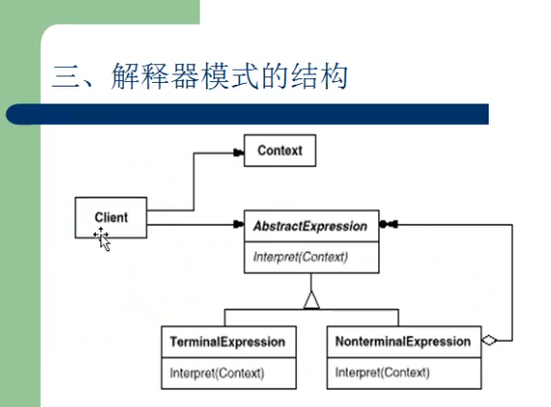 三、解释器模式的结构
Context
Client
AbstractExpression
Interpret(Context)
TerminalExpression
Interpret(Context)
NonterminalExpression
Interpret(Context)